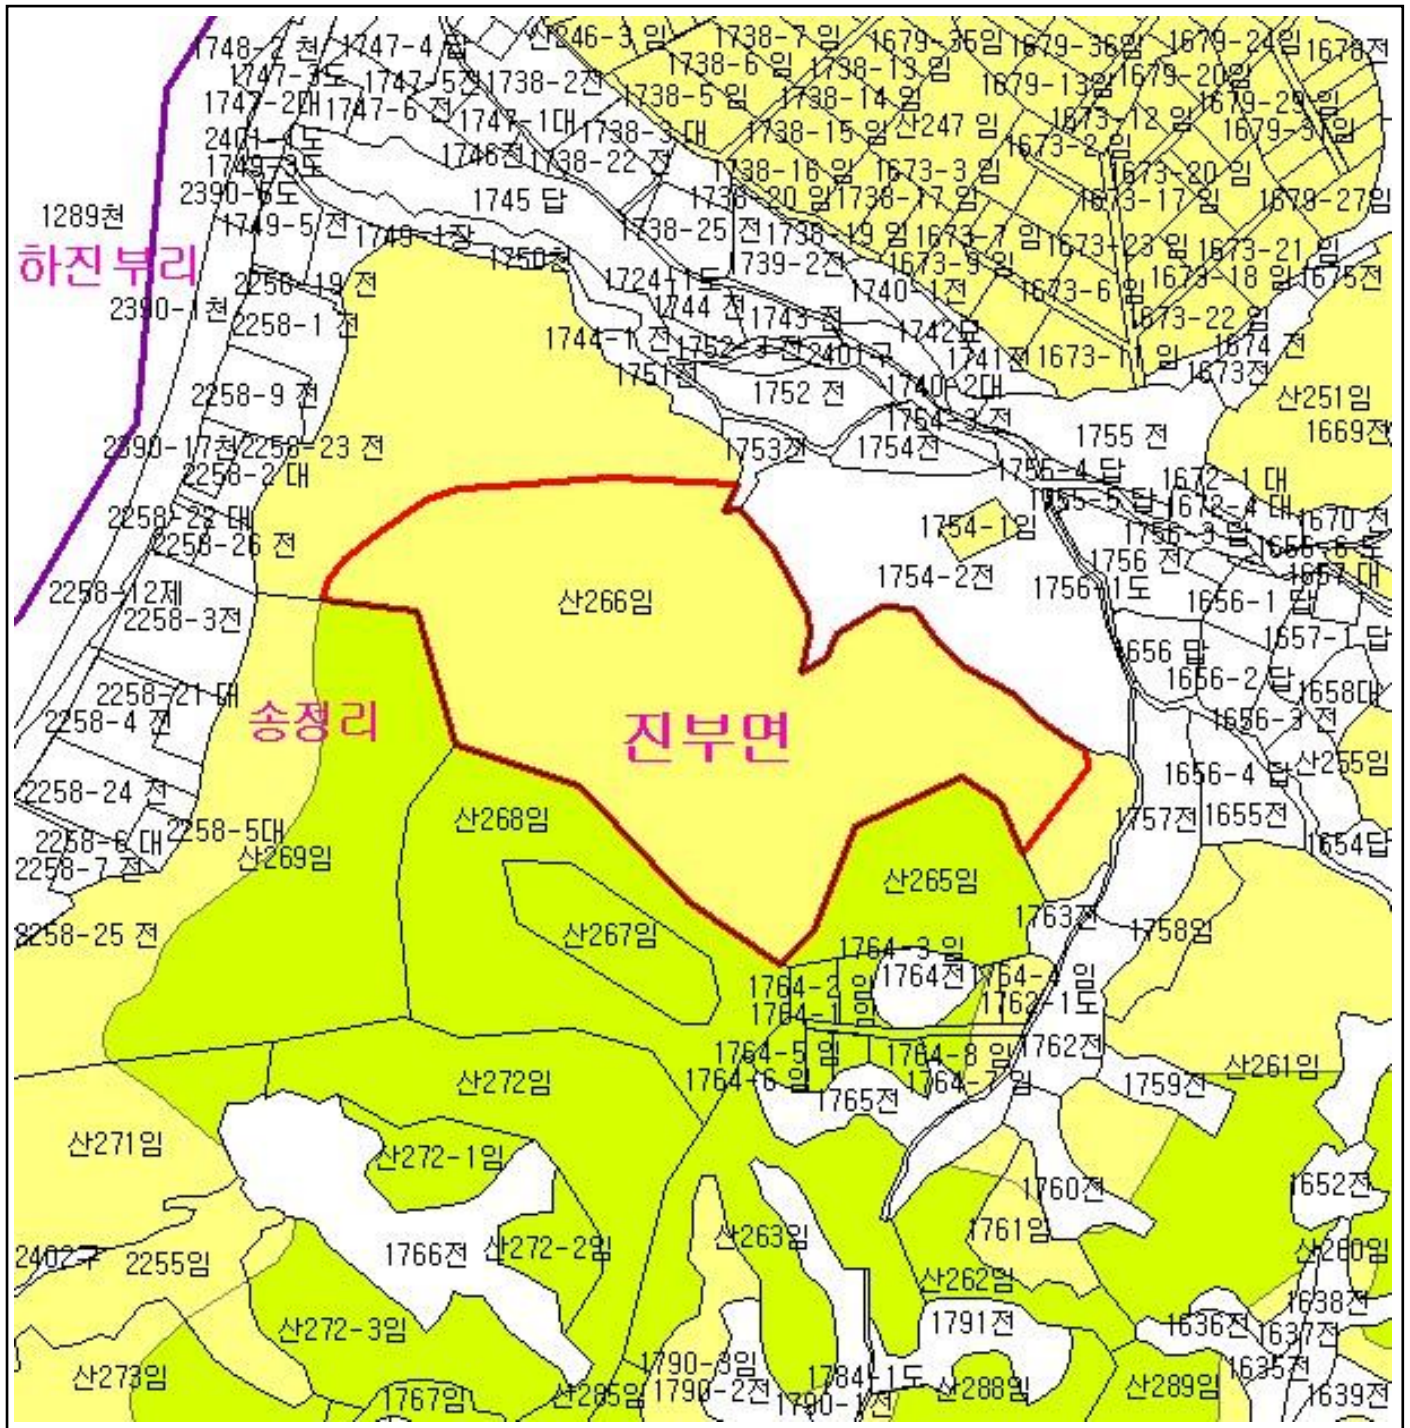 1748-2 천
1747-4 답
산246-3 임
1738-7 임
1679-35임
1679-36임
1679-24임
1678전
1747-3도
1747-5전
1738-2전
1738-6 임
1738-13 임
1679-13임
1679-20임
1747-2대
1747-6 전
1747-1대
1738-5 임
1738-14 임
1679-29임
2401-1도
1746전
1738-3 대
1738-15 임
산247 임
1673-2 임
1673-12 임
1679-31임
1749-3도
1738-22 전
1738-16 임
1673-3 임
1673-20 임
2390-6도
1745 답
1738-20 임
1738-17 임
1673-17 임
1679-27임
1289천
1749-5 전
1749-1장
1738-25 전
1738-19 임
1673-7 임
1673-23 임
1673-21 임
하진부리
1750천
739-2전
1673-9 임
2258-19 전
1724-1도
1740-1전
1673-6 임
1673-18 임
1675전
2390-1천
2258-1 전
1744 전
1743 전
1742묘
1673-22 임
1744-1 전
1752-3 전
2401구
1741전
1673-11 임
1674 전
1751전
1673전
2258-9 전
1752 전
1740-2대
산251임
1754-3 전
1755 전
1669전
2390-17천
2258-23 전
1753전
1754전
2258-2 대
1755-4 답
1672-1 대
1755-5 답
1672-4 대
2258-22 대
1754-1임
1756-3 답
1670 전
2258-26 전
1756 전
1656-6 도
1754-2전
1756-1도
1657 대
2258-12제
산266임
1656-1 답
2258-3전
1657-1 답
656 답
1656-2 답
2258-21 대
1658대
2258-4 전
송정리
진부면
1656-3 전
산255임
2258-24 전
1656-4 답
산268임
1757전
1655전
2258-6 대
2258-5대
1654답
2258-7 전
산269임
산265임
1763전
1758임
2258-25 전
산267임
1764-3 임
1764전
1764-4 임
1764-2 임
1762-1도
1764-1 임
1764-5 임
1764-8 임
1762전
1764-6 임
1764-7 임
산261임
산272임
1765전
1759전
산271임
산272-1임
1760전
1652전
산263임
1761임
2402구
2255임
1766전
산272-2임
산260임
산262임
1638전
산272-3임
1791전
1636전
1637전
1790-3임
1635전
산273임
1784-1도
산288임
산289임
1767임
산285임
1790-2전
1790-1전
1639전